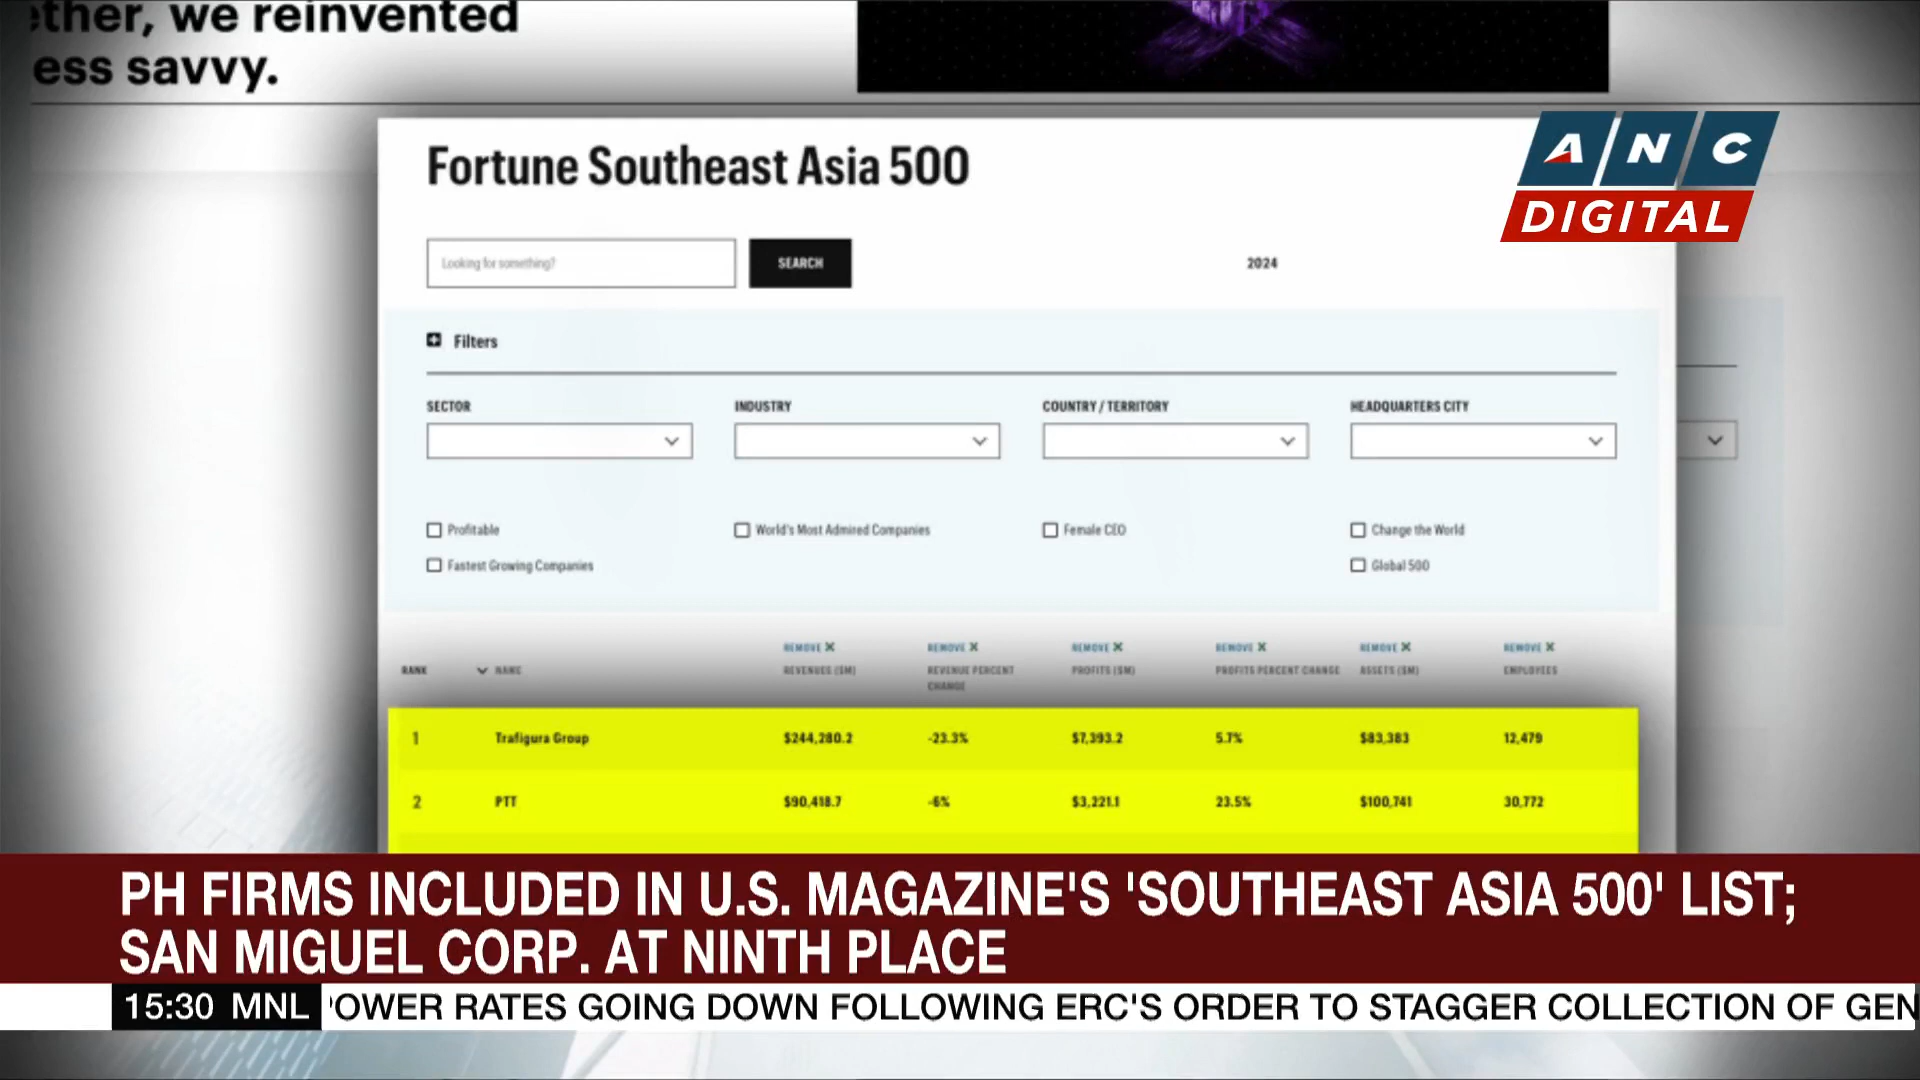 ther, we reinvented
ess savvy.
ANC
DIGITAL
Fortune Southeast Asia 500
Looking for something?
SEARCH
2024
Filters
SECTOR
INDUSTRY
COUNTRY / TERRITORY
HEADQUARTERS CITY
Profitable
World's Most Admired Companies
Female CEO
Change the World
Fastest Growing Companies
Global 500
REMOVE X REMOVE X REMOVE X REMOVE X REMOVE X REMOVE X
RANK NAME REVENUES ($M) REVENUE PERCENT PROFITS ($M) PROFITS PERCENT CHANGE ASSETS ($M) EMPLOYEES
CHANGE
1 Trafigura Group $244,280.2 -23.3% $7,393.2 5.7% $83,383 12,479
2 PTT $90,418.7 -6% $3,221.1 23.5% $100,741 30,772
PH FIRMS INCLUDED IN U.S. MAGAZINE'S 'SOUTHEAST ASIA 500' LIST;
SAN MIGUEL CORP. AT NINTH PLACE
15:30 MNL OWER RATES GOING DOWN FOLLOWING ERC'S ORDER TO STAGGER COLLECTION OF GEN